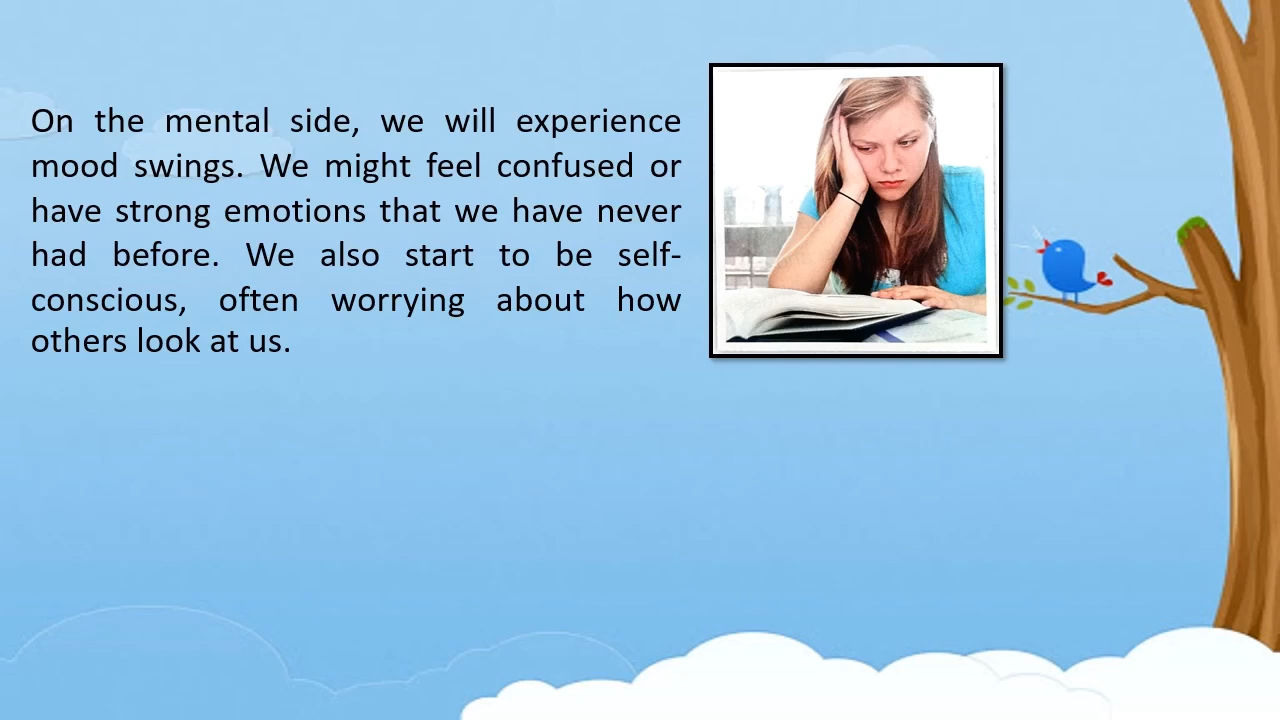 On the mental side, we will experience
mood swings. We might feel confused or
have strong emotions that we have never
had before. We also start to be self-
conscious, often worrying about how
others look at us.